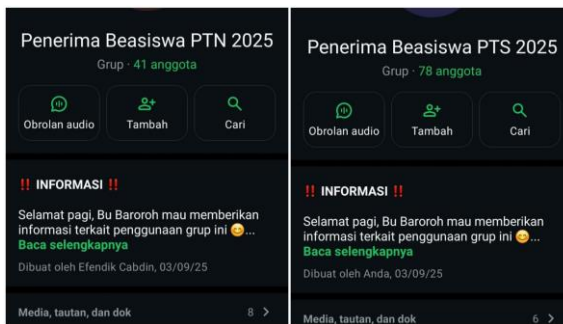 Penerima Beasiswa PTN 2025
Grup · 41 anggota
Obrolan audio
Tambah
Cari
‼️ INFORMASI ‼️
Selamat pagi, Bu Baroroh mau memberikan
informasi terkait penggunaan grup ini 😊...
Baca selengkapnya
Dibuat oleh Efendik Cabdin, 03/09/25
Media, tautan, dan dok 8 >
Penerima Beasiswa PTS 2025
Grup · 78 anggota
Obrolan audio
Tambah
Cari
‼️ INFORMASI ‼️
Selamat pagi, Bu Baroroh mau memberikan
informasi terkait penggunaan grup ini 😊...
Baca selengkapnya
Dibuat oleh Anda, 03/09/25
Media, tautan, dan dok 6 >